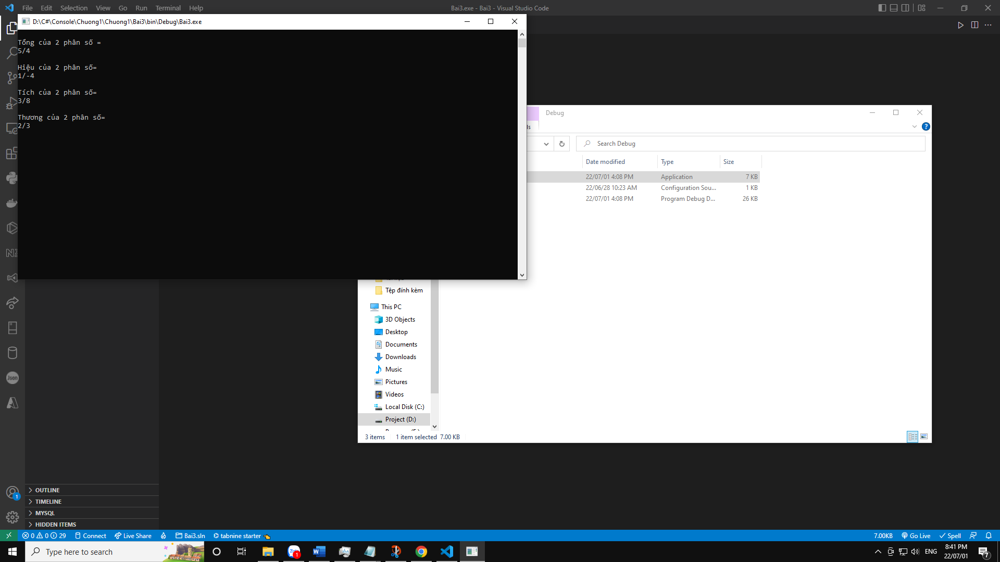 File Edit Selection View Go Run Terminal Help
Bai3.exe - Bai3 - Visual Studio Code
D:\C#\Console\Chuong1\Chuong1\Bai3\bin\Debug\Bai3.exe
Tổng của 2 phân số =
5/4
Hiệu của 2 phân số=
1/-4
Tích của 2 phân số=
3/8
Thương của 2 phân số=
2/3
Debug
Search Debug
Date modified Type Size
22/07/01 4:08 PM Application 7 KB
22/06/28 10:23 AM Configuration Sou... 1 KB
22/07/01 4:08 PM Program Debug D... 26 KB
Tệp đính kèm
This PC
3D Objects
Desktop
Documents
Downloads
Music
Pictures
Videos
Local Disk (C:)
Project (D:)
3 items 1 item selected 7.00 KB
Json
1
OUTLINE
TIMELINE
MYSQL
HIDDEN ITEMS
0 0 29 Connect Live Share Bai3.sln tabnine starter
7.00KB Go Live Spell
Type here to search
Zalo 1
ENG
8:41 PM
22/07/01
7